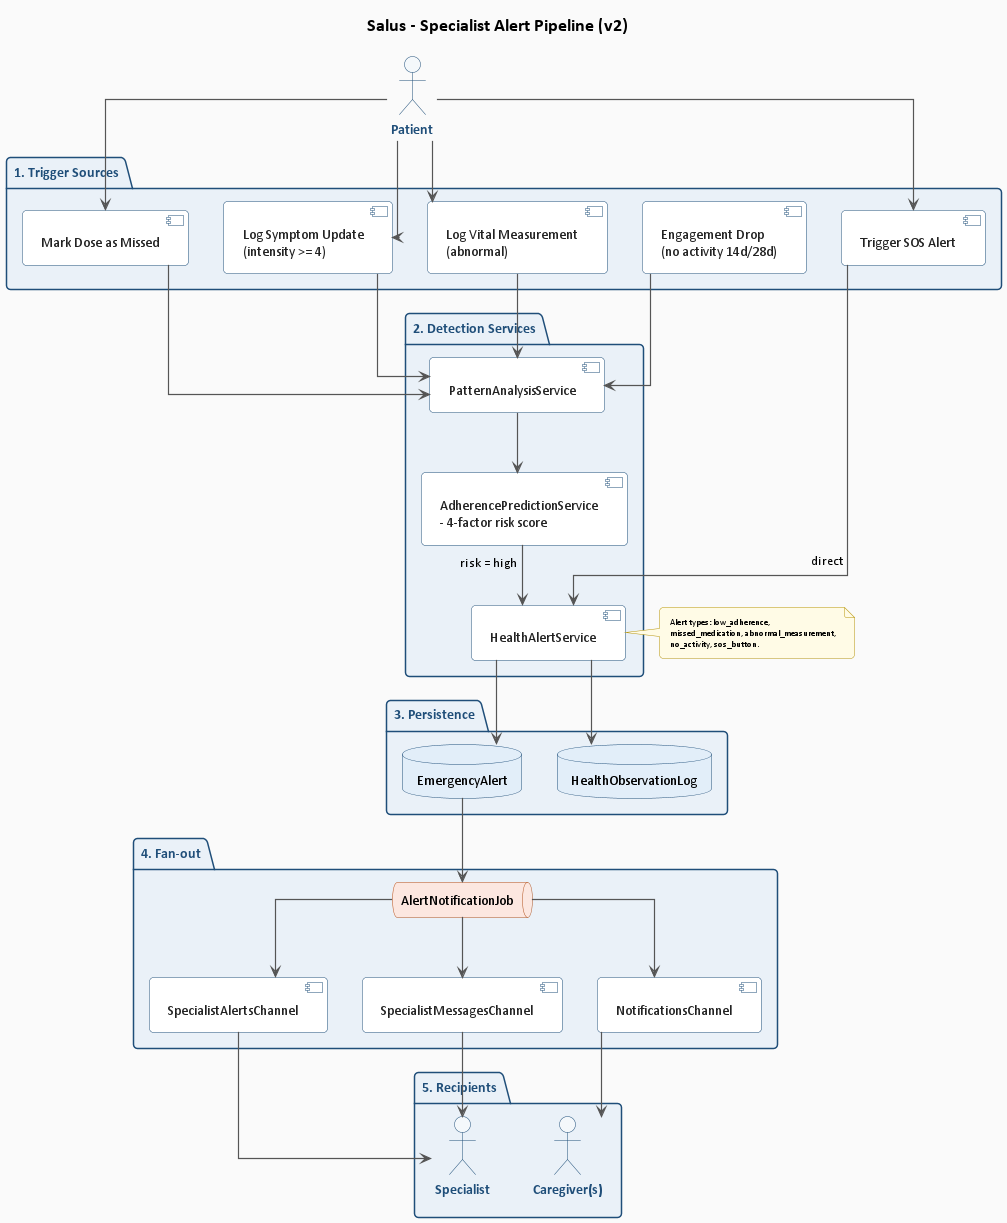 Salus - Specialist Alert Pipeline (v2)
Patient
1. Trigger Sources
Mark Dose as Missed
Log Symptom Update
(intensity >= 4)
Log Vital Measurement
(abnormal)
Engagement Drop
(no activity 14d/28d)
Trigger SOS Alert
2. Detection Services
PatternAnalysisService
AdherencePredictionService
- 4-factor risk score
risk = high
direct
HealthAlertService
Alert types: low_adherence,
missed_medication, abnormal_measurement,
no_activity, sos_button.
3. Persistence
EmergencyAlert
HealthObservationLog
4. Fan-out
AlertNotificationJob
SpecialistAlertsChannel
SpecialistMessagesChannel
NotificationsChannel
5. Recipients
Specialist
Caregiver(s)